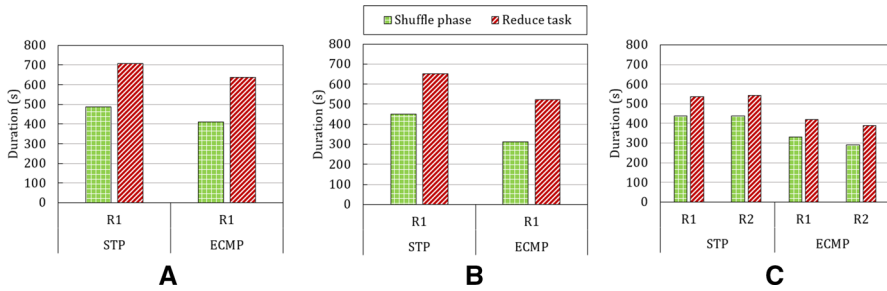 Shuffle phase Reduce task
Duration (s)
800
700
600
500
400
300
200
100
0
R1 R1
STP ECMP
A
Duration (s)
800
700
600
500
400
300
200
100
0
R1 R1
STP ECMP
B
Duration (s)
800
700
600
500
400
300
200
100
0
R1 R2 R1 R2
STP ECMP
C